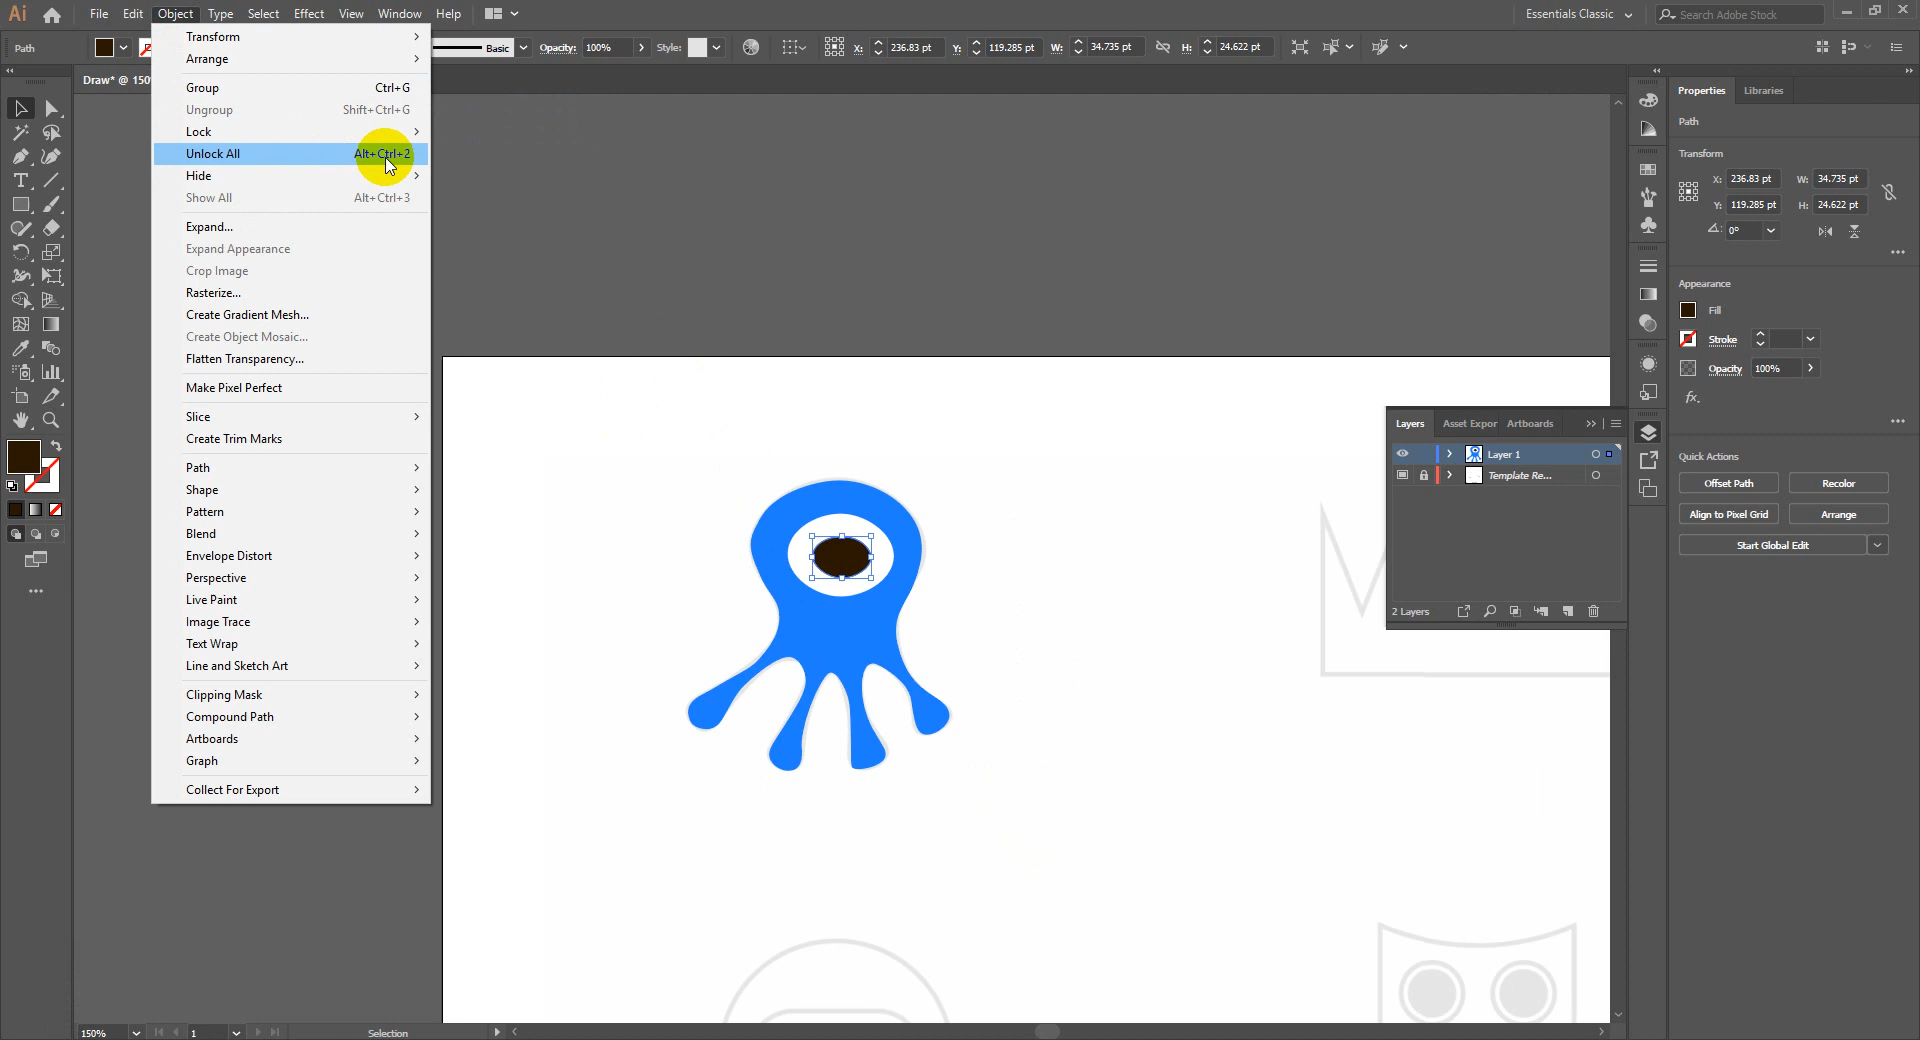 Ai File Edit Object Type Select Effect View Window Help Essentials Classic Search Adobe Stock
Path Basic Opacity: 100% Style: X: 236.83 pt Y: 119.285 pt W: 34.735 pt H: 24.622 pt
Draw* @ 150
Transform
Arrange
Group Ctrl+G
Ungroup Shift+Ctrl+G
Lock
Unlock All Alt+Ctrl+2
Hide
Show All Alt+Ctrl+3
Expand...
Expand Appearance
Crop Image
Rasterize...
Create Gradient Mesh...
Create Object Mosaic...
Flatten Transparency...
Make Pixel Perfect
Slice
Create Trim Marks
Path
Shape
Pattern
Blend
Envelope Distort
Perspective
Live Paint
Image Trace
Text Wrap
Line and Sketch Art
Clipping Mask
Compound Path
Artboards
Graph
Collect For Export
Layers Asset Expor Artboards
Layer 1
Template Re...
2 Layers
Properties Libraries
Path
Transform
X: 236.83 pt W: 34.735 pt
Y: 119.285 pt H: 24.622 pt
0°
Appearance
Fill
Stroke
Opacity 100%
fx.
Quick Actions
Offset Path Recolor
Align to Pixel Grid Arrange
Start Global Edit
150% 1 Selection